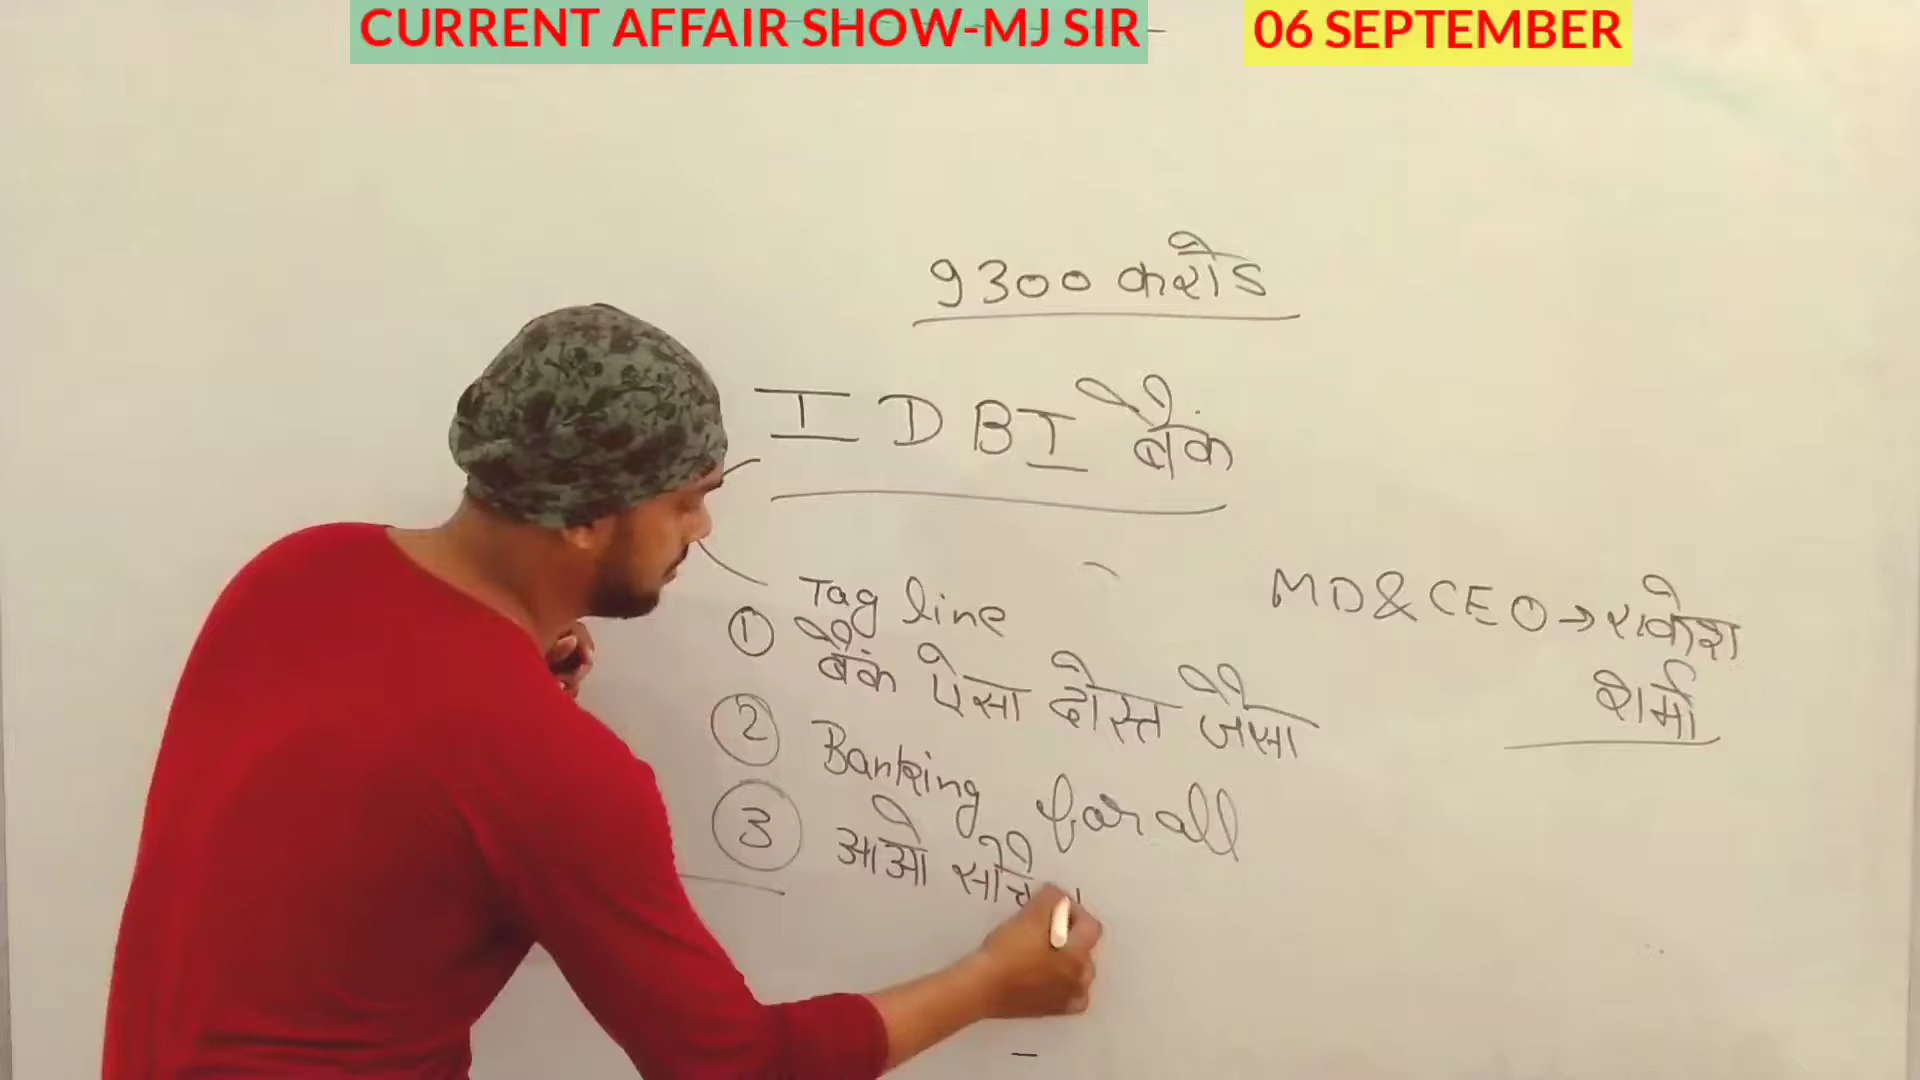 CURRENT AFFAIR SHOW-MJ SIR
06 SEPTEMBER
9300 करोड
IDBI बैंक
Tag line
① बैंक पैसा दोस्त जैसा
② Banking for all
③ आओ सोचें
MD & CEO → राकेश
शर्मा